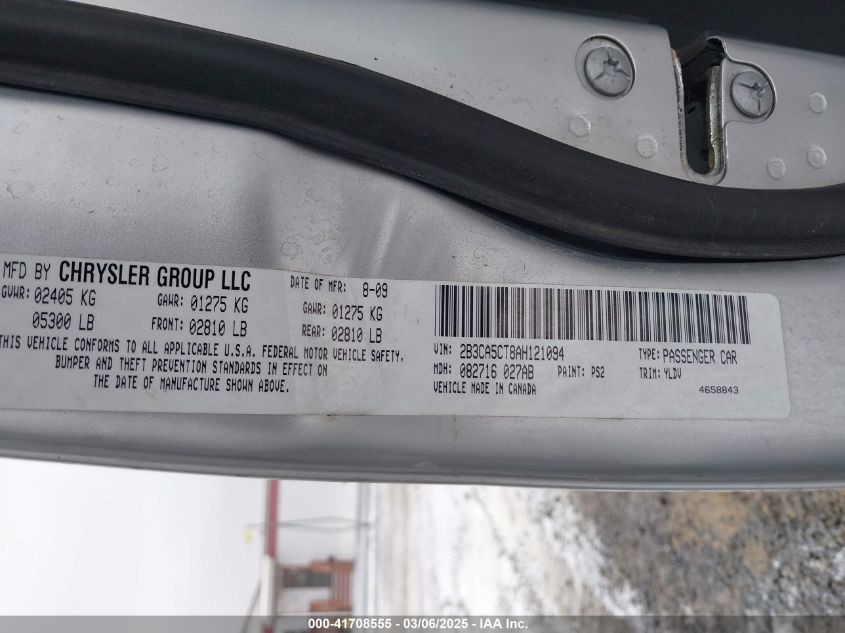 MFD BY CHRYSLER GROUP LLC
DATE OF MFR: 8-09
GVWR: 02405 KG
GAWR: 01275 KG
GAWR: 01275 KG
05300 LB
FRONT: 02810 LB
REAR: 02810 LB
THIS VEHICLE CONFORMS TO ALL APPLICABLE U.S.A. FEDERAL MOTOR VEHICLE SAFETY,
BUMPER AND THEFT PREVENTION STANDARDS IN EFFECT ON
THE DATE OF MANUFACTURE SHOWN ABOVE.
VIN: 2B3CA5CT8AH121094
TYPE: PASSENGER CAR
MDH: 082716 027AB
PAINT: PS2
TRIM: YLDV
VEHICLE MADE IN CANADA
4658843
000-41708555 - 03/06/2025 - IAA Inc.